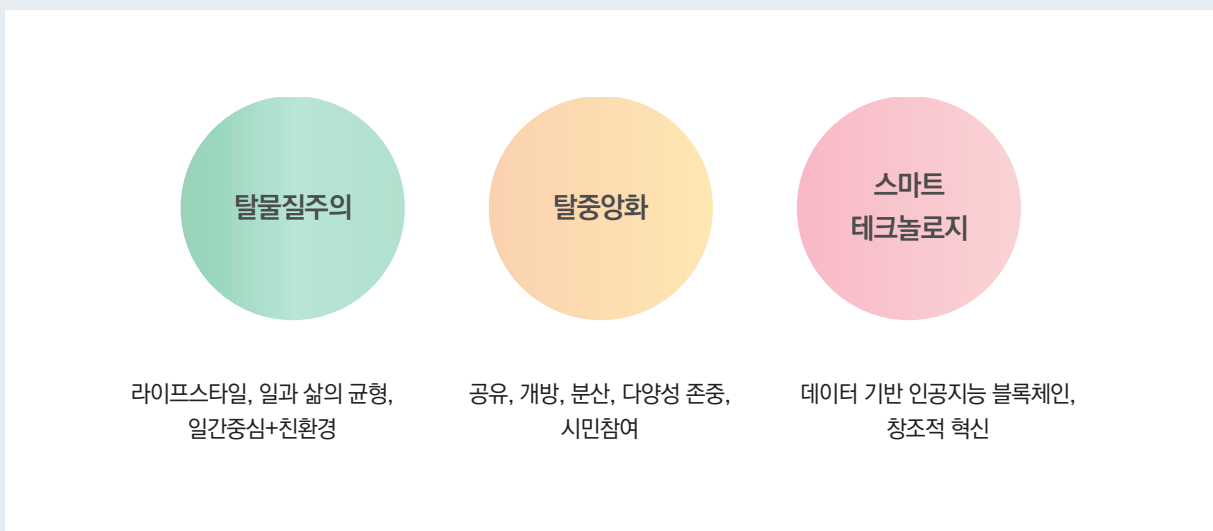 탈물질주의
탈중앙화
스마트
테크놀로지
라이프스타일, 일과 삶의 균형,
일간중심+친환경
공유, 개방, 분산, 다양성 존중,
시민참여
데이터 기반 인공지능 블록체인,
창조적 혁신